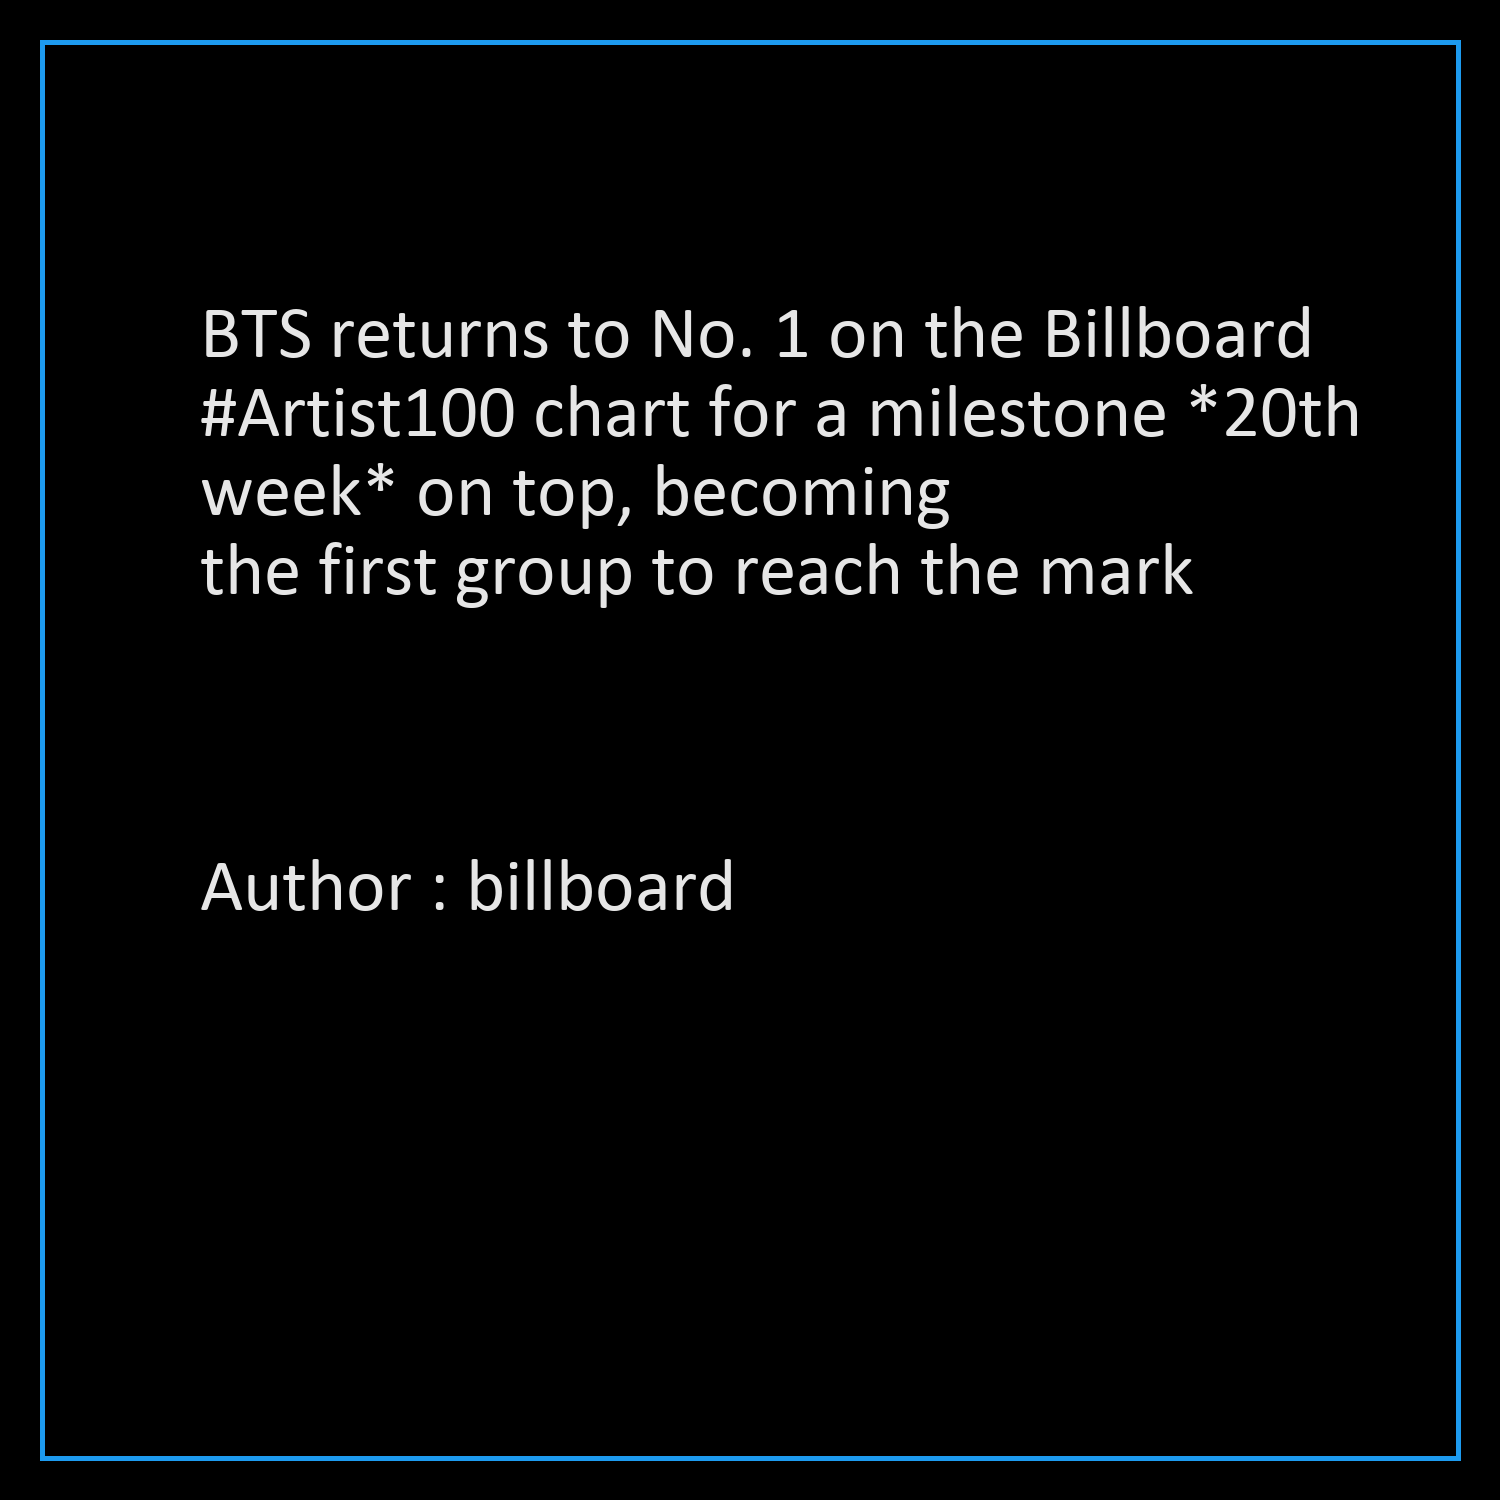 BTS returns to No. 1 on the Billboard
#Artist100 chart for a milestone *20th
week* on top, becoming
the first group to reach the mark
Author : billboard